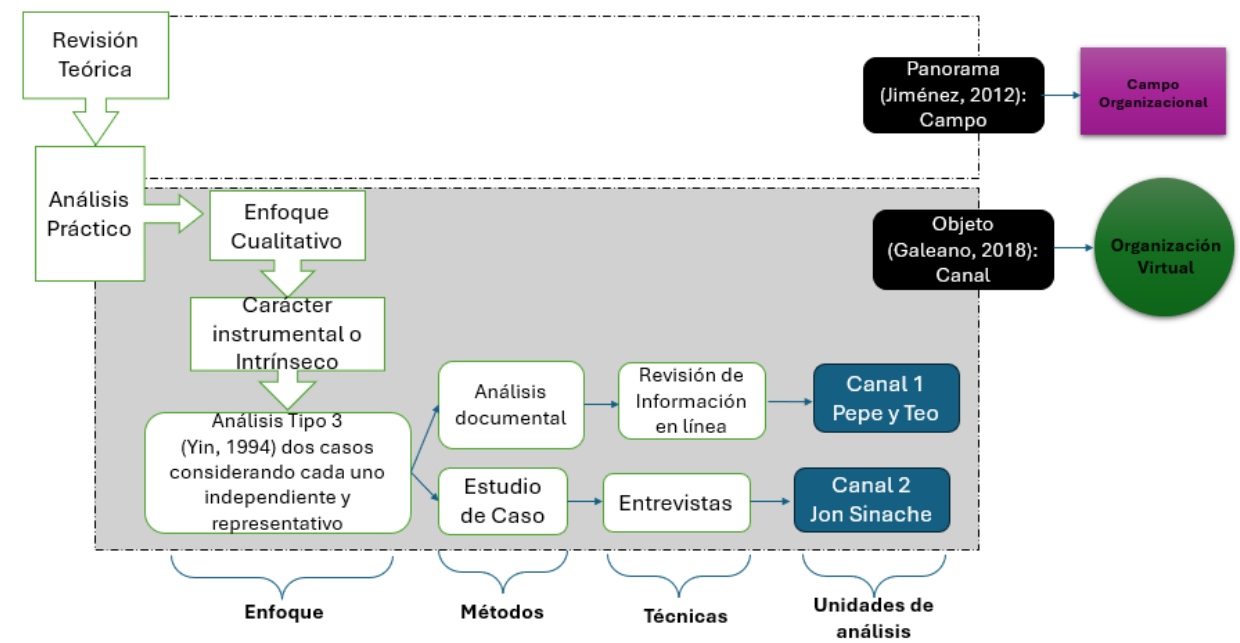 Revisión
Teórica
Panorama
(Jiménez, 2012):
Campo
Campo
Organizacional
Análisis
Práctico
Enfoque
Cualitativo
Objeto
(Galeano, 2018):
Canal
Organización
Virtual
Carácter
instrumental o
Intrínseco
Análisis Tipo 3
(Yin, 1994) dos casos
considerando cada uno
independiente y
representativo
Análisis
documental
Revisión de
Información
en línea
Canal 1
Pepe y Teo
Estudio
de Caso
Entrevistas
Canal 2
Jon Sinache
Enfoque
Métodos
Técnicas
Unidades de
análisis